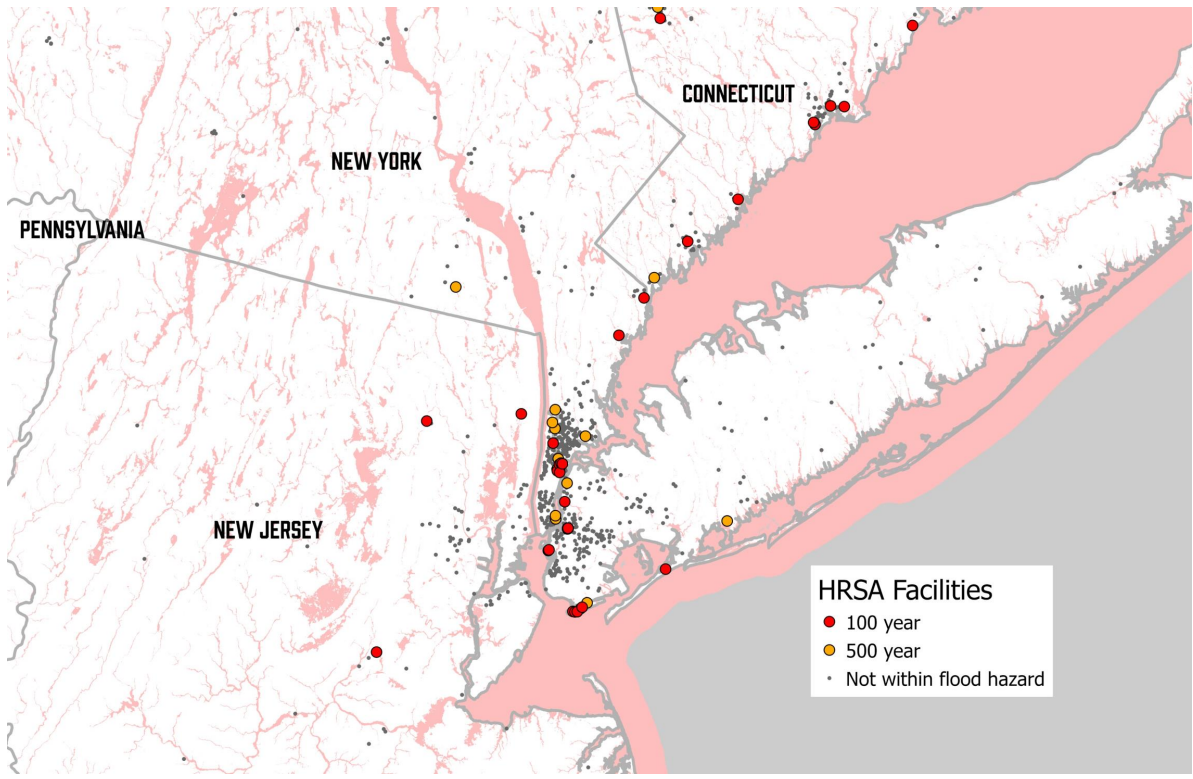 CONNECTICUT
NEW YORK
PENNSYLVANIA
NEW JERSEY
HRSA Facilities
100 year
500 year
Not within flood hazard